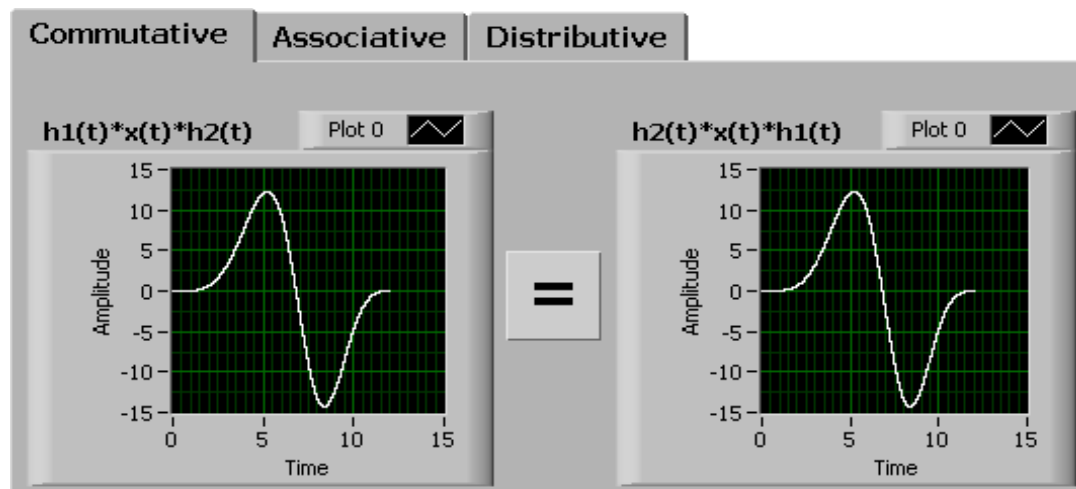 Commutative Associative Distributive
h1(t)*x(t)*h2(t) Plot 0
15
10
5
0
-5
-10
-15
Amplitude
0 5 10 15
Time
=
h2(t)*x(t)*h1(t) Plot 0
15
10
5
0
-5
-10
-15
Amplitude
0 5 10 15
Time